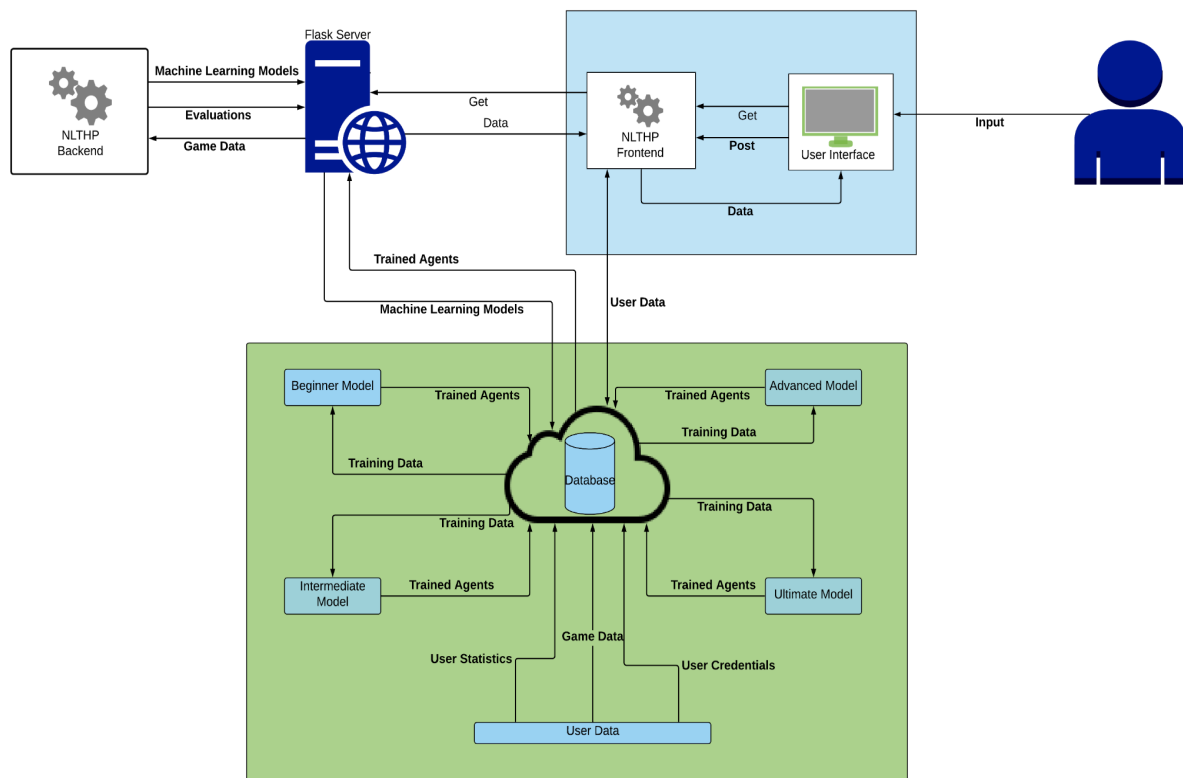 Flask Server
Machine Learning Models
Evaluations
Game Data
NLTHP
Backend
Get
Data
NLTHP
Frontend
Get
Post
Data
User Interface
Input
Trained Agents
Machine Learning Models
User Data
Beginner Model
Trained Agents
Training Data
Advanced Model
Trained Agents
Training Data
Database
Training Data
Intermediate
Model
Trained Agents
Training Data
Trained Agents
Ultimate Model
User Statistics
Game Data
User Credentials
User Data